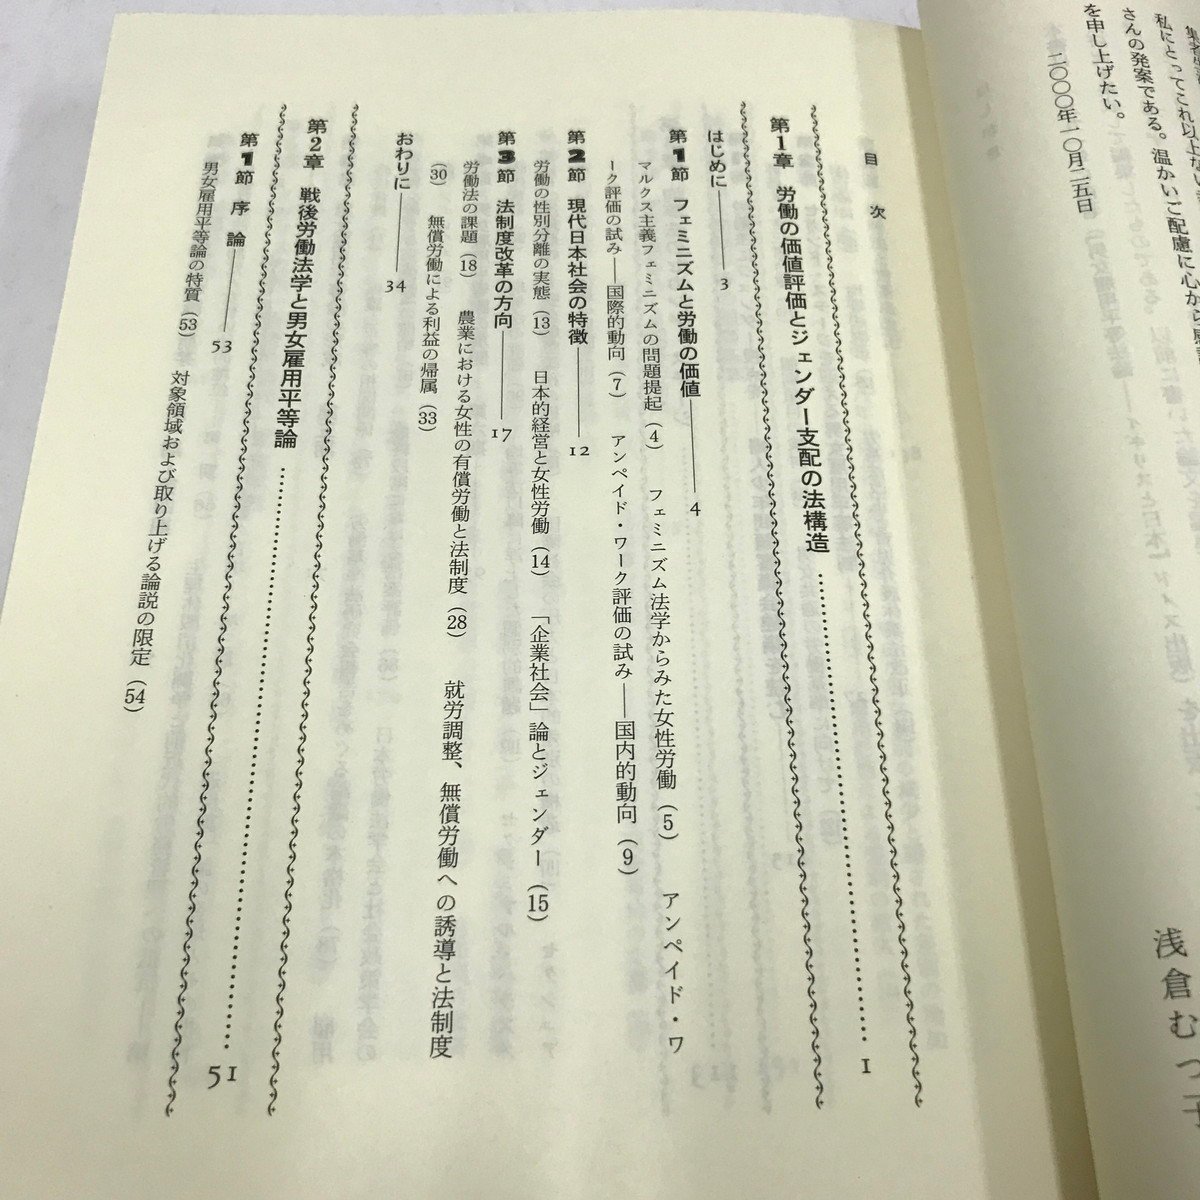 私にとってこれ以上ない
さんの発案である。温かいご配慮に心から感
を申し上げたい。
二〇〇〇年一〇月二五日
浅倉むつ子
目 次
第1章 労働の価値評価とジェンダー支配の法構造 1
はじめに 3
第1節 フェミニズムと労働の価値 4
マルクス主義フェミニズムの問題提起 (4) フェミニズム法学からみた女性労働 (5) アンペイド・ワ
ーク評価の試み――国際的動向 (7) アンペイド・ワーク評価の試み――国内的動向 (9)
第2節 現代日本社会の特徴 12
労働の性別分離の実態 (13) 日本的経営と女性労働 (14) 「企業社会」論とジェンダー (15)
第3節 法制度改革の方向 17
労働法の課題 (18) 農業における女性の有償労働と法制度 (28) 就労調整、無償労働への誘導と法制度
(30) 無償労働による利益の帰属 (33)
おわりに 34
第2章 戦後労働法学と男女雇用平等論 51
第1節 序論 53
男女雇用平等論の特質 (53) 対象領域および取り上げる論説の限定 (54)